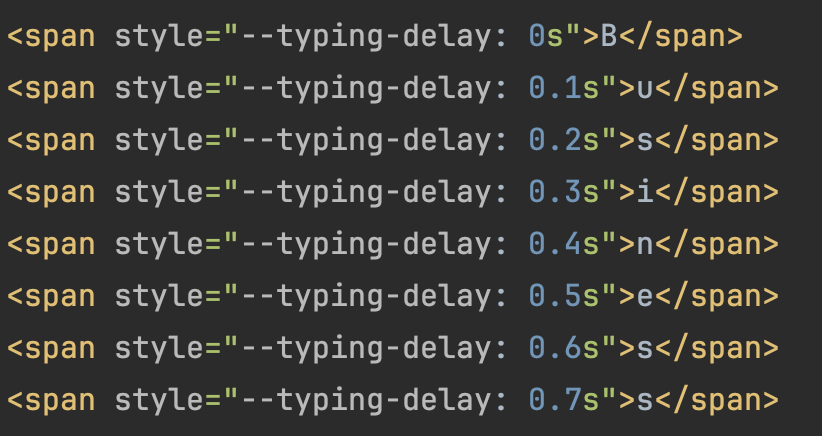 <span style="--typing-delay: 0s">B</span>
<span style="--typing-delay: 0.1s">u</span>
<span style="--typing-delay: 0.2s">s</span>
<span style="--typing-delay: 0.3s">i</span>
<span style="--typing-delay: 0.4s">n</span>
<span style="--typing-delay: 0.5s">e</span>
<span style="--typing-delay: 0.6s">s</span>
<span style="--typing-delay: 0.7s">s</span>